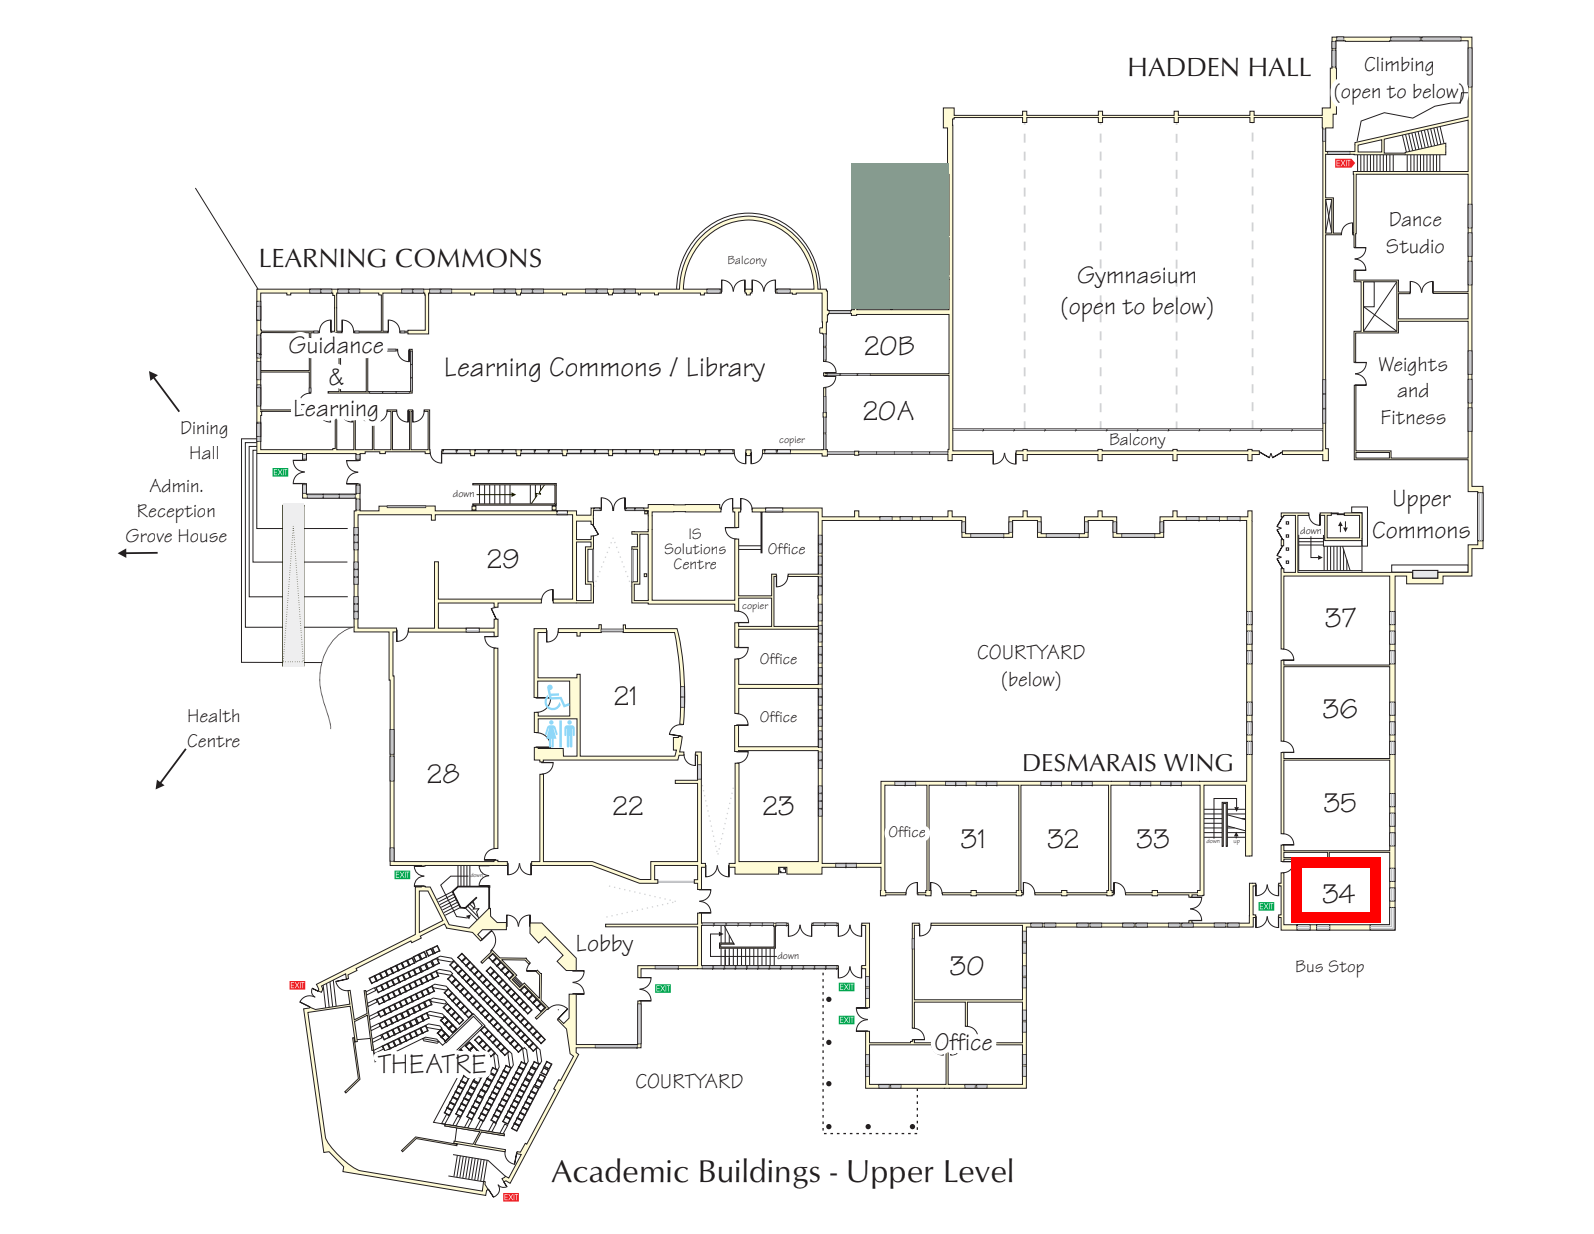 HADDEN HALL
Climbing
(open to below)
EXIT
Dance
Studio
LEARNING COMMONS
Balcony
Gymnasium
(open to below)
Guidance
&
Learning
Learning Commons / Library
20B
20A
Weights
and
Fitness
Dining
Hall
copier
Balcony
EXIT
Admin.
Reception
Grove House
down
Upper
Commons
down
29
IS
Solutions
Centre
Office
copier
37
COURTYARD
(below)
Office
21
36
Office
Health
Centre
DESMARAIS WING
28
22
23
35
Office
31
32
33
down
up
EXIT
down
34
EXIT
Lobby
down
30
Bus Stop
EXIT
EXIT
EXIT
EXIT
Office
THEATRE
COURTYARD
Academic Buildings - Upper Level
EXIT